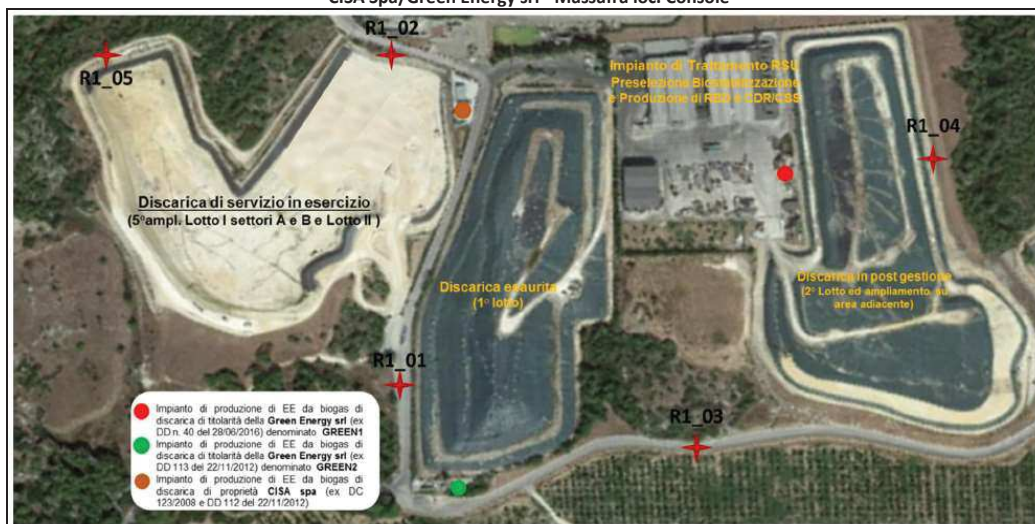 CISA Spa/Green Energy srl - Massafra loc. Console
R1_02
R1_05
Impianto di Trattamento RSU
Preselezione Biostabilizzazione
e Produzione di RBD e CDR/CSS
R1_04
Discarica di servizio in esercizio
(5°ampl. Lotto I settori A e B e Lotto II )
Discarica esaurita
(1° lotto)
Discarica in post gestione
(2° Lotto ed ampliamento su
area adiacente)
R1_01
R1_03
Impianto di produzione di EE da biogas di
discarica di titolarità della Green Energy srl (ex
DD n. 40 del 28/06/2016) denominato GREEN1
Impianto di produzione di EE da biogas di
discarica di titolarità della Green Energy srl (ex
DD 113 del 22/11/2012) denominato GREEN2
Impianto di produzione di EE da biogas di
discarica di proprietà CISA spa (ex DC
123/2008 e DD 112 del 22/11/2012)